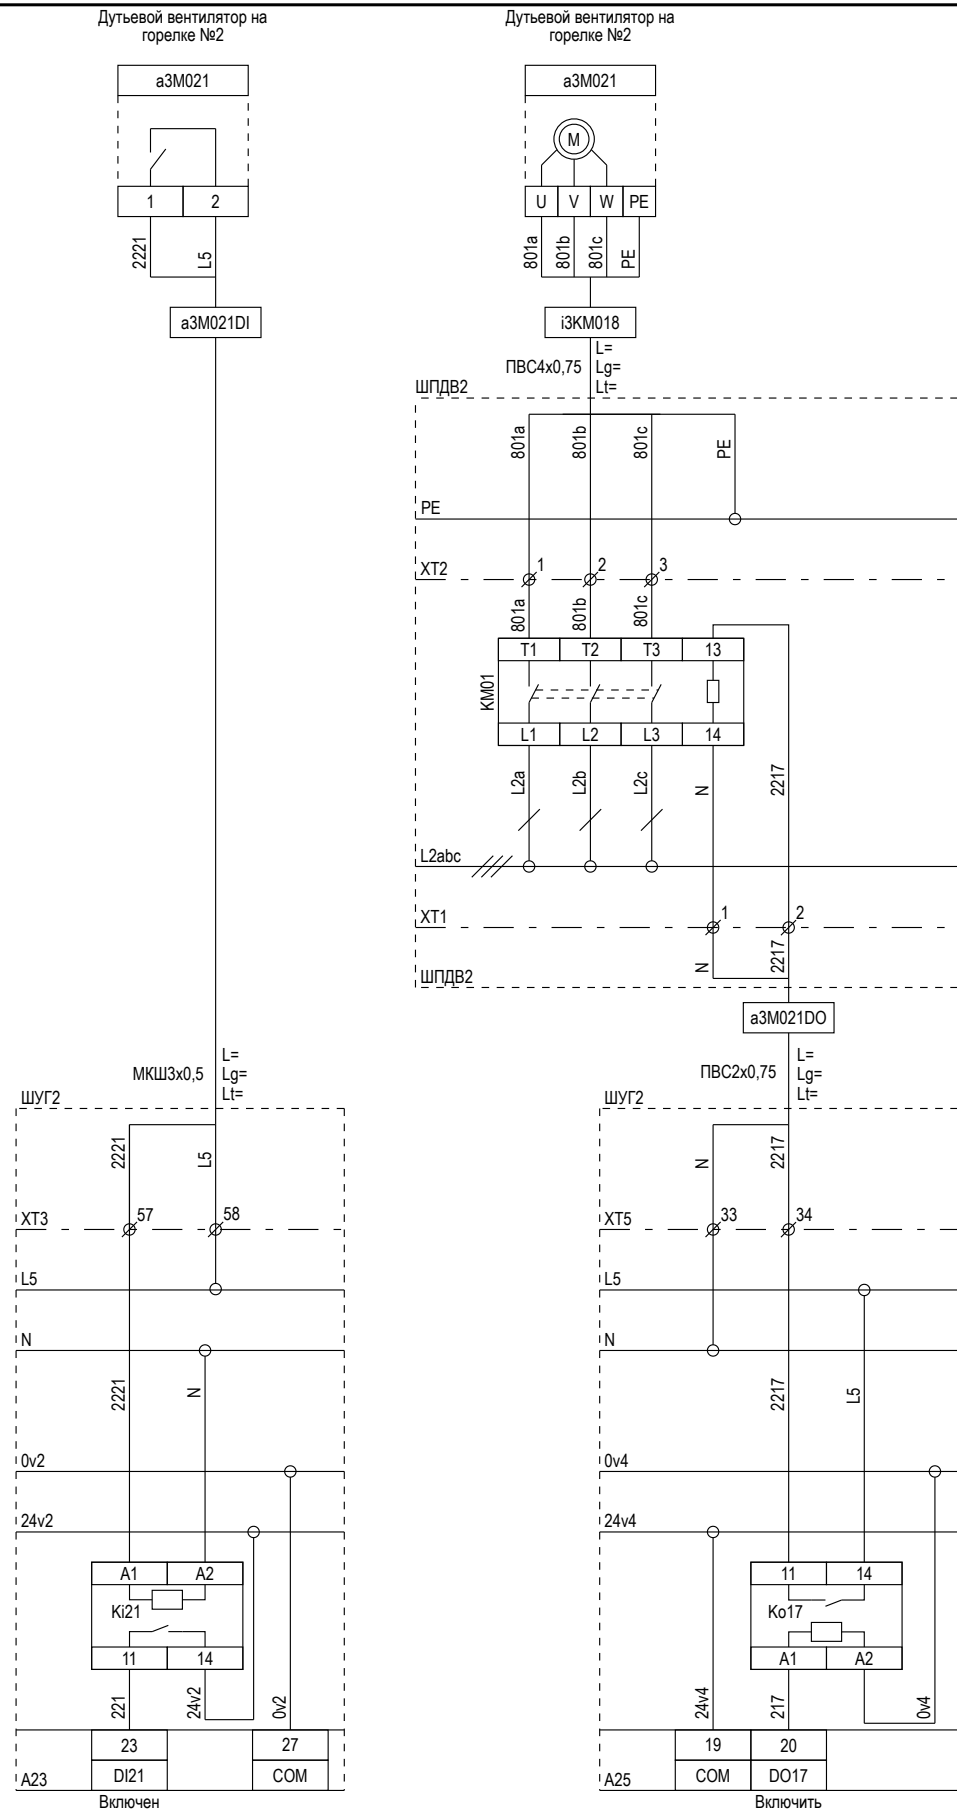 Дутьевой вентилятор на
горелке №2
a3M021
1 2
2221 L5
a3M021DI
МКШ3х0,5
L=
Lg=
Lt=
ШУГ2
2221 L5
XT3 57 58
L5
N
2221 N
0v2
24v2
A1 A2
Ki21
11 14
221 24v2 0v2
23 27
A23 DI21 COM
Включен
Дутьевой вентилятор на
горелке №2
a3M021
M
U V W PE
801a 801b 801c PE
i3KM018
ПВС4х0,75
L=
Lg=
Lt=
ШПДВ2
801a 801b 801c PE
PE
XT2 1 2 3
801a 801b 801c
T1 T2 T3 13
KM01
L1 L2 L3 14
L2a L2b L2c N 2217
L2abc
XT1 1 2
N 2217
ШПДВ2
a3M021DO
ПВС2х0,75
L=
Lg=
Lt=
ШУГ2
N 2217
XT5 33 34
L5
N
2217 L5
0v4
24v4
11 14
Ko17
A1 A2
24v4 217 0v4
19 20
A25 COM DO17
Включить